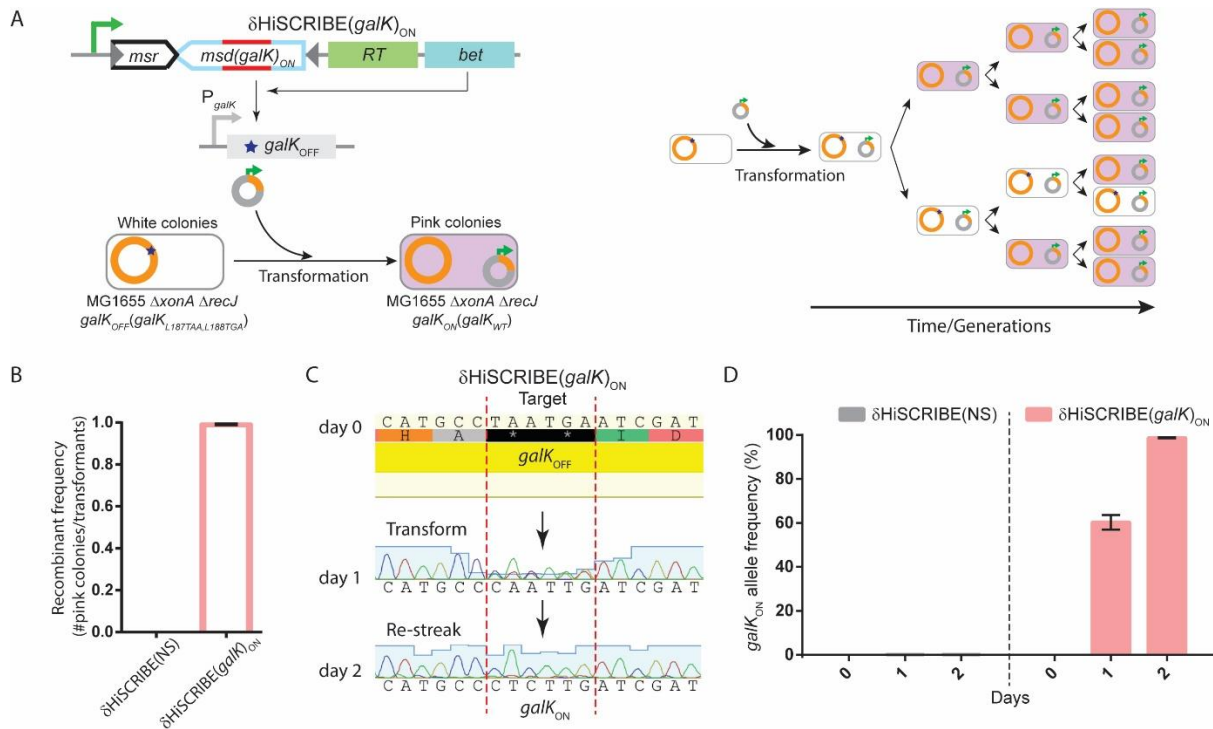 A
δHiSCRIBE(galK)ON
msr
msd(galK)ON
RT
bet
PgalK
galKOFF
White colonies
Pink colonies
Transformation
MG1655 ΔxonA ΔrecJ
galKOFF(galKL187TAA,L188TGA)
MG1655 ΔxonA ΔrecJ
galKON(galKWT)
Transformation
Time/Generations
B
Recombinant frequency
(#pink colonies/transformants)
1.0
0.8
0.6
0.4
0.2
0.0
δHiSCRIBE(NS)
δHiSCRIBE(galK)ON
C
δHiSCRIBE(galK)ON
Target
day 0
C A T G C C T A A T G A A T C G A T
H A * * I D
galKOFF
Transform
day 1
C A T G C C C A A T T G A T C G A T
Re-streak
day 2
C A T G C C C T C T T G A T C G A T
galKON
D
δHiSCRIBE(NS)
δHiSCRIBE(galK)ON
galKON allele frequency (%)
100
80
60
40
20
0
0 1 2 0 1 2
Days